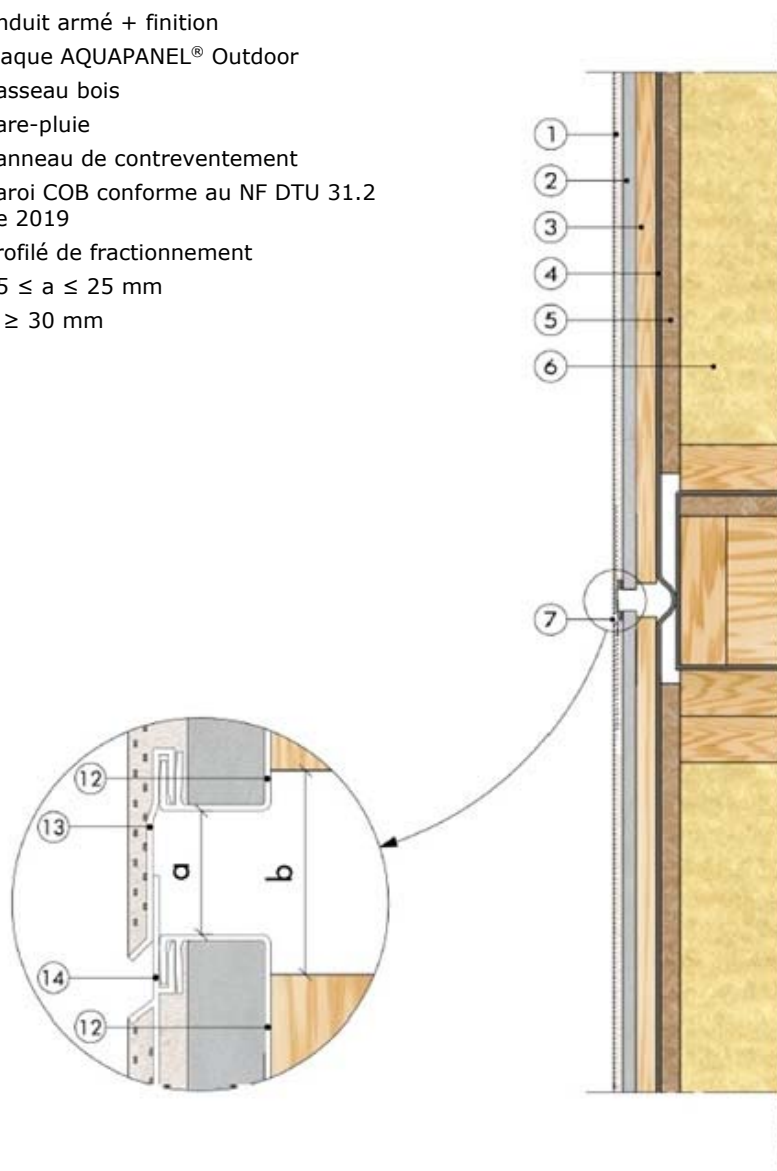 nduit armé + finition
aque AQUAPANEL® Outdoor
asseau bois
are-pluie
anneau de contreventement
aroi COB conforme au NF DTU 31.2
e 2019
rofilé de fractionnement
5 ≤ a ≤ 25 mm
≥ 30 mm
1
2
3
4
5
6
7
12
13
a
b
14
12